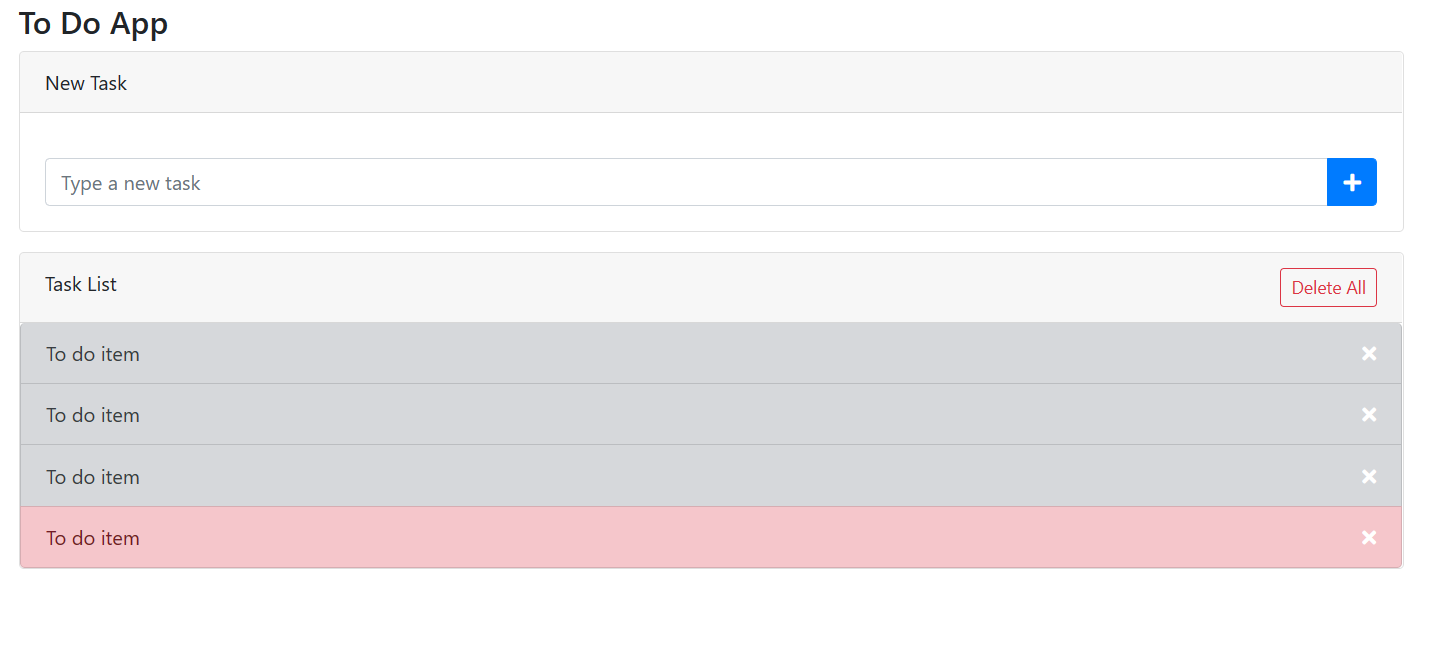 To Do App
New Task
Type a new task
Task List
Delete All
To do item
To do item
To do item
To do item